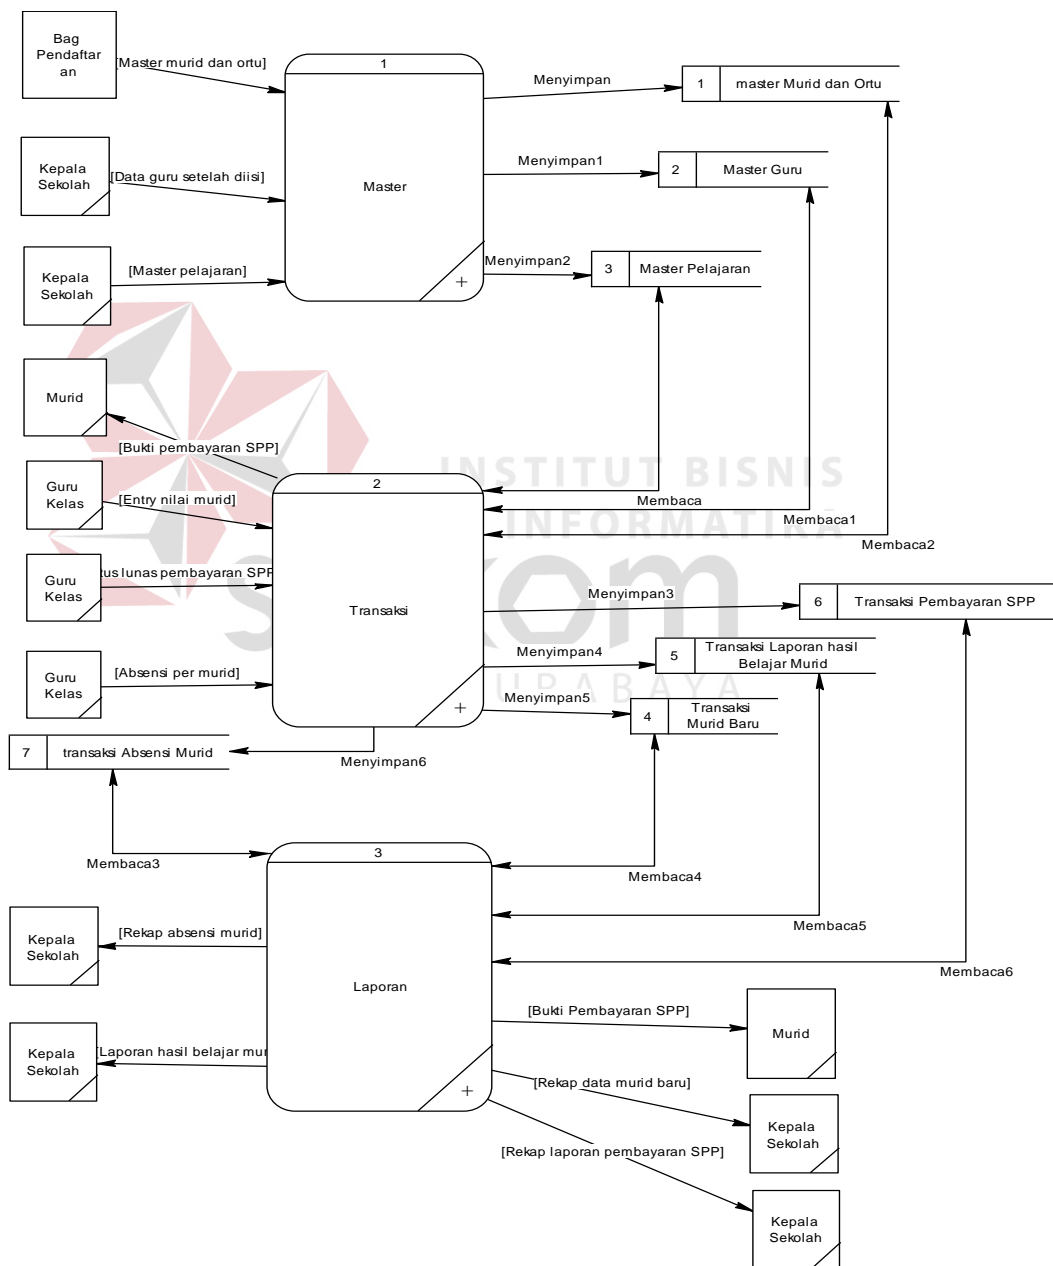 Bag
Pendaftar
an
[Master murid dan ortu]
1
Master
Menyimpan
1
master Murid dan Ortu
Kepala
Sekolah
[Data guru setelah diisi]
Menyimpan1
2
Master Guru
Kepala
Sekolah
[Master pelajaran]
Menyimpan2
3
Master Pelajaran
+
Murid
[Bukti pembayaran SPP]
INSTITUT BISNIS
2
Guru
Kelas
[Entry nilai murid]
Membaca
Membaca1
INFORMATIKA
Membaca2
Guru
Kelas
lunas pembayaran SPP
Transaksi
Menyimpan3
6
Transaksi Pembayaran SPP
Menyimpan4
5
Transaksi Laporan hasil
Belajar Murid
Guru
Kelas
[Absensi per murid]
SURABAYA
+
Menyimpan5
4
Transaksi
Murid Baru
7
transaksi Absensi Murid
Menyimpan6
3
Membaca3
Membaca4
Membaca5
Membaca6
Kepala
Sekolah
[Rekap absensi murid]
Laporan
[Bukti Pembayaran SPP]
Murid
Kepala
Sekolah
[Laporan hasil belajar mur
+
[Rekap data murid baru]
Kepala
Sekolah
[Rekap laporan pembayaran SPP]
Kepala
Sekolah